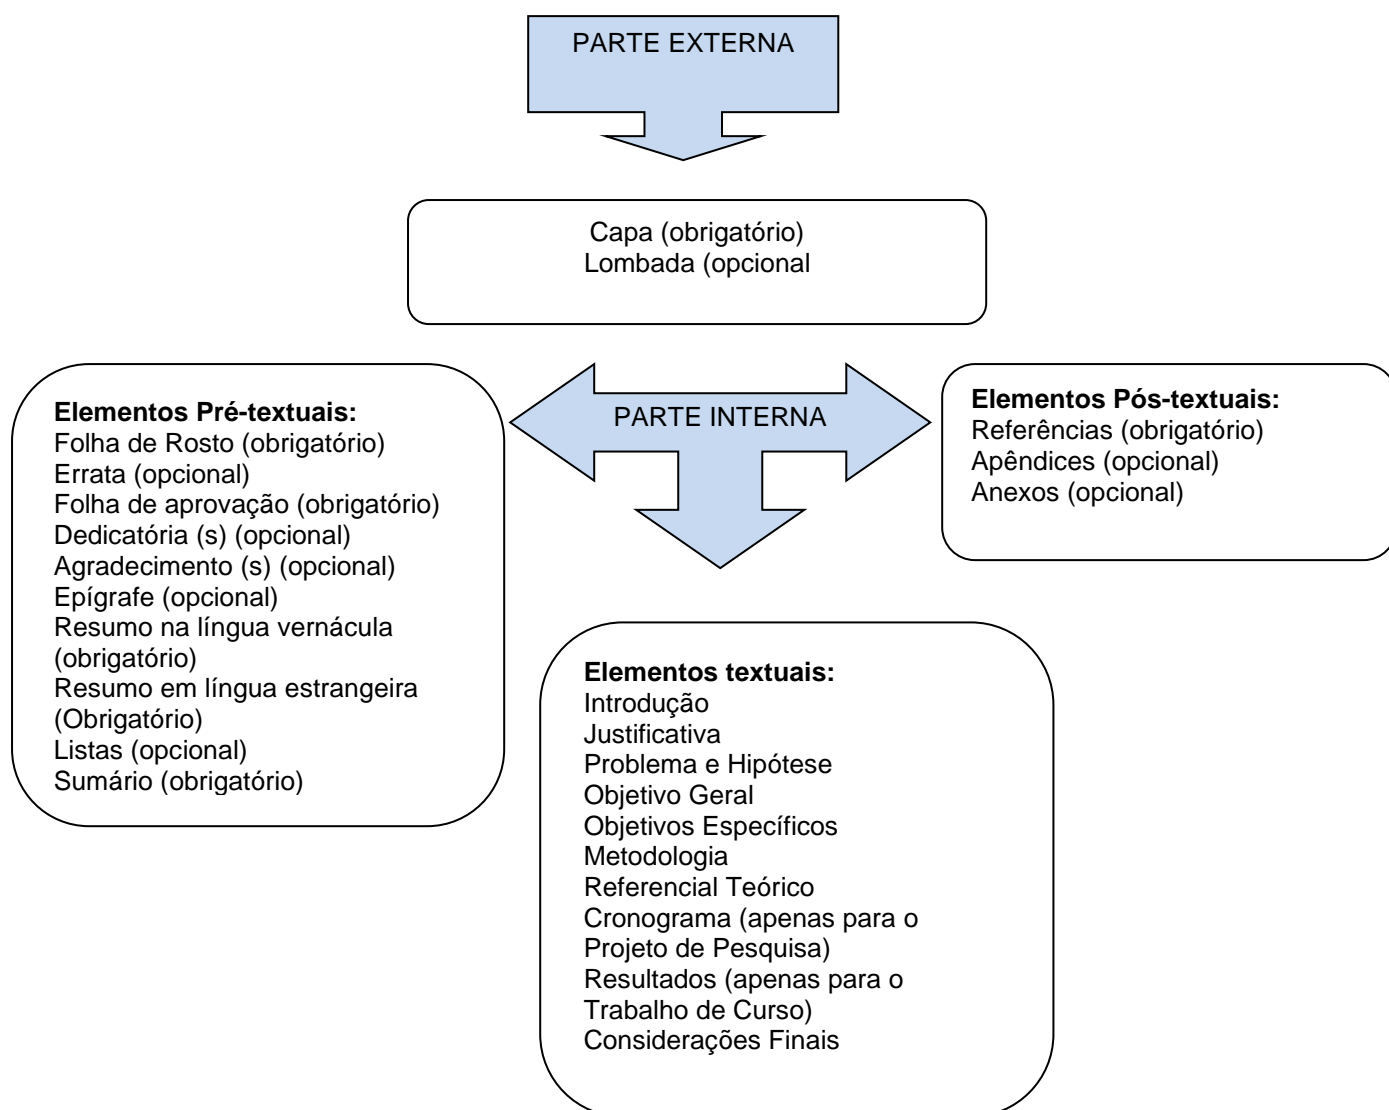 PARTE EXTERNA
Capa (obrigatório)
Lombada (opcional
PARTE INTERNA
Elementos Pré-textuais:
Folha de Rosto (obrigatório)
Errata (opcional)
Folha de aprovação (obrigatório)
Dedicatória (s) (opcional)
Agradecimento (s) (opcional)
Epígrafe (opcional)
Resumo na língua vernácula
(obrigatório)
Resumo em língua estrangeira
(Obrigatório)
Listas (opcional)
Sumário (obrigatório)
Elementos textuais:
Introdução
Justificativa
Problema e Hipótese
Objetivo Geral
Objetivos Específicos
Metodologia
Referencial Teórico
Cronograma (apenas para o
Projeto de Pesquisa)
Resultados (apenas para o
Trabalho de Curso)
Considerações Finais
Elementos Pós-textuais:
Referências (obrigatório)
Apêndices (opcional)
Anexos (opcional)